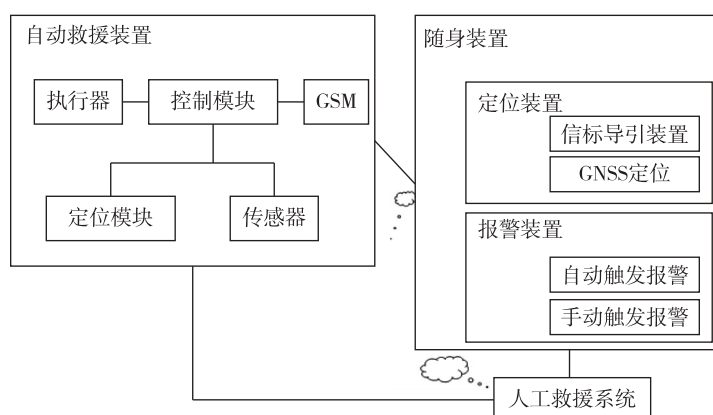 自动救援装置
执行器
控制模块
GSM
定位模块
传感器
随身装置
定位装置
信标导引装置
GNSS定位
报警装置
自动触发报警
手动触发报警
人工救援系统